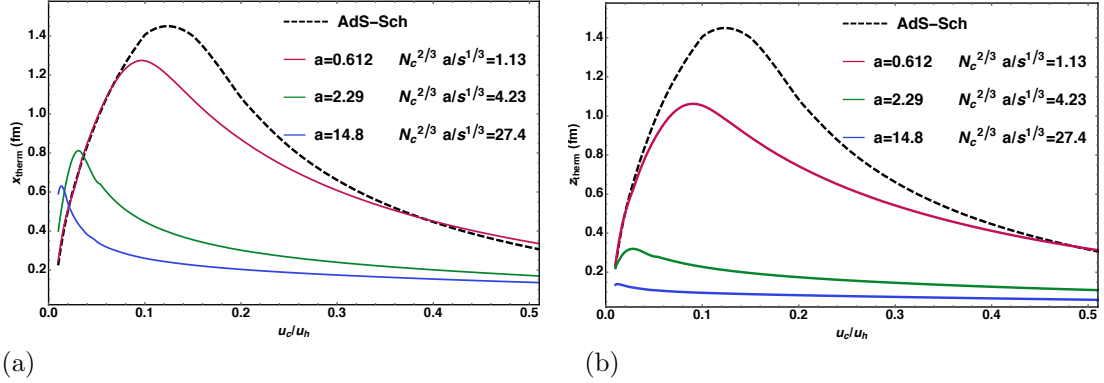 1.4
1.2
1.0
0.8
0.6
0.4
0.2
x_therm (fm)
AdS–Sch
a=0.612 N_c^{2/3} a/s^{1/3}=1.13
a=2.29 N_c^{2/3} a/s^{1/3}=4.23
a=14.8 N_c^{2/3} a/s^{1/3}=27.4
0.0 0.1 0.2 0.3 0.4 0.5
u_c/u_h
(a)
1.4
1.2
1.0
0.8
0.6
0.4
0.2
z_therm (fm)
AdS–Sch
a=0.612 N_c^{2/3} a/s^{1/3}=1.13
a=2.29 N_c^{2/3} a/s^{1/3}=4.23
a=14.8 N_c^{2/3} a/s^{1/3}=27.4
0.0 0.1 0.2 0.3 0.4 0.5
u_c/u_h
(b)